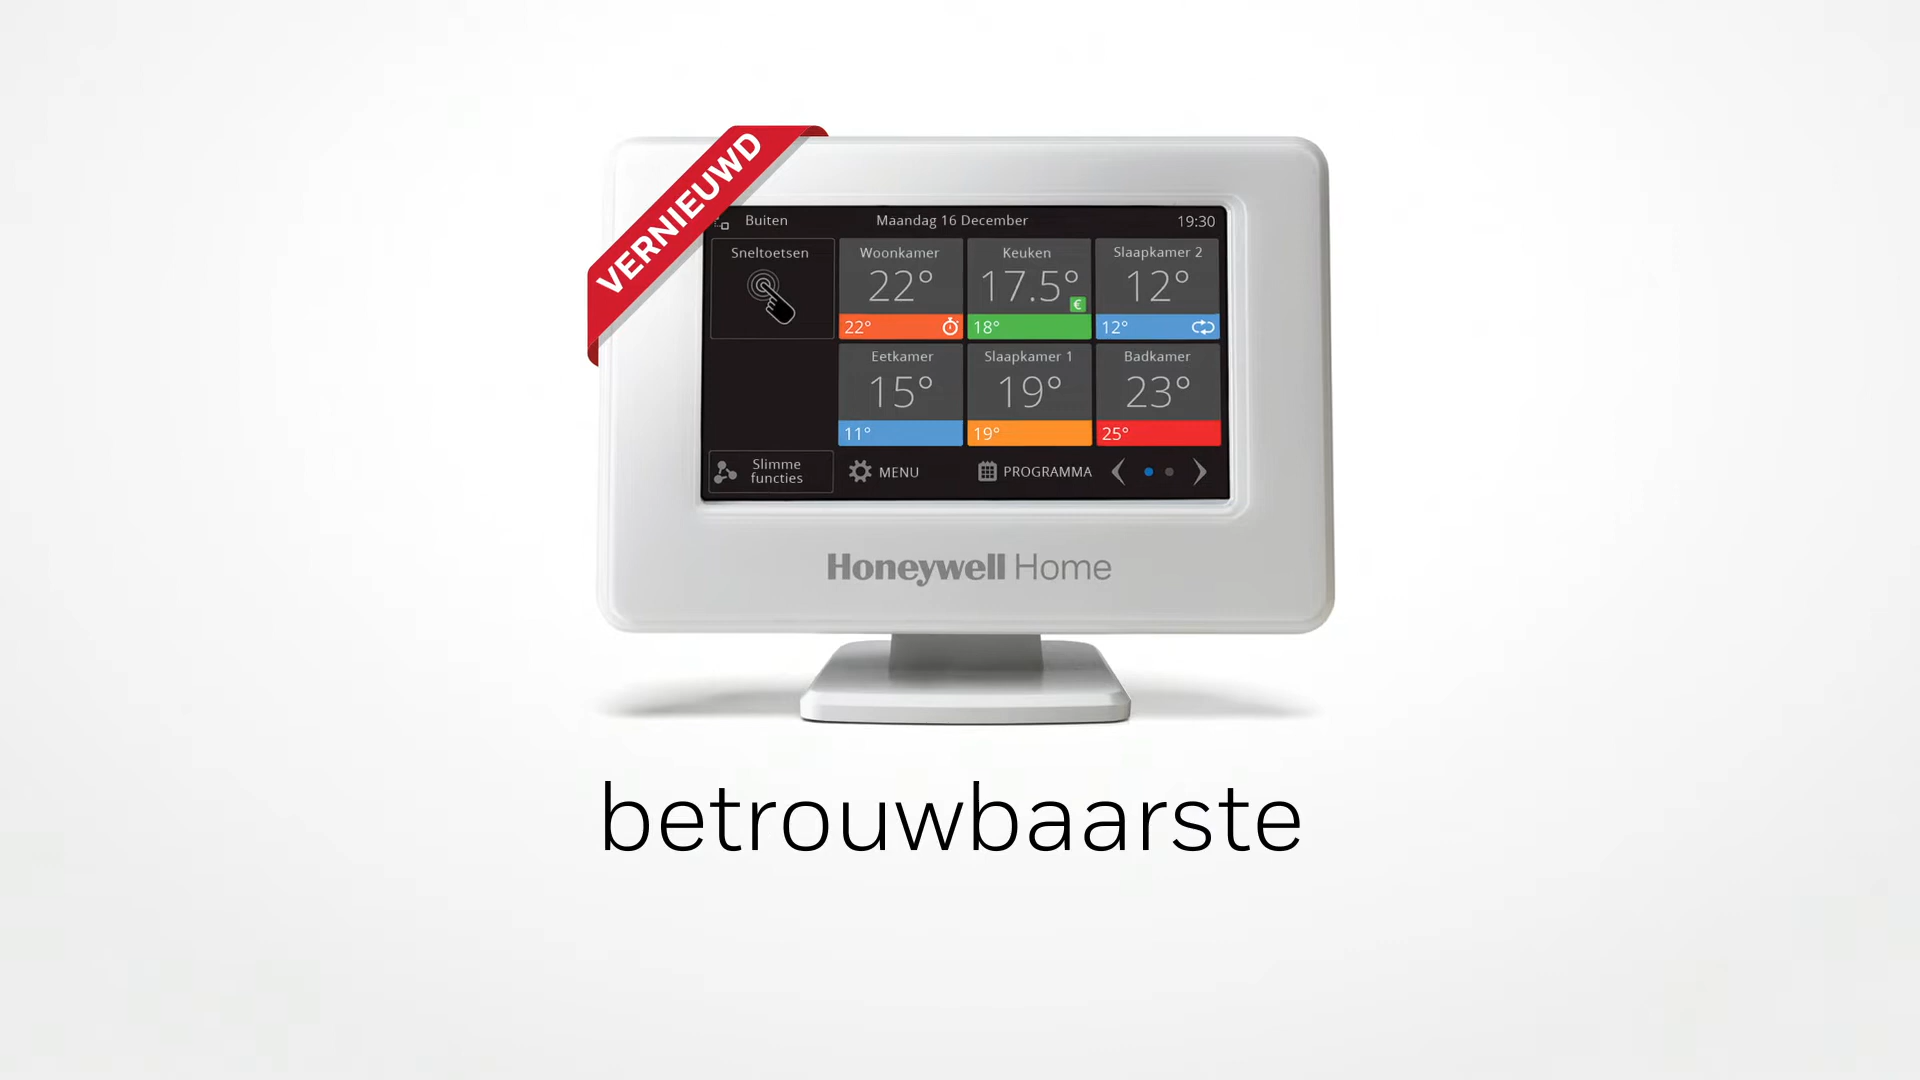 VERNIEUWD
Buiten
Maandag 16 December
19:30
Sneltoetsen
Woonkamer
22°
22°
Keuken
17.5°
€
18°
Slaapkamer 2
12°
12°
Eetkamer
15°
11°
Slaapkamer 1
19°
19°
Badkamer
23°
25°
Slimme
functies
MENU
PROGRAMMA
Honeywell Home
betrouwbaarste